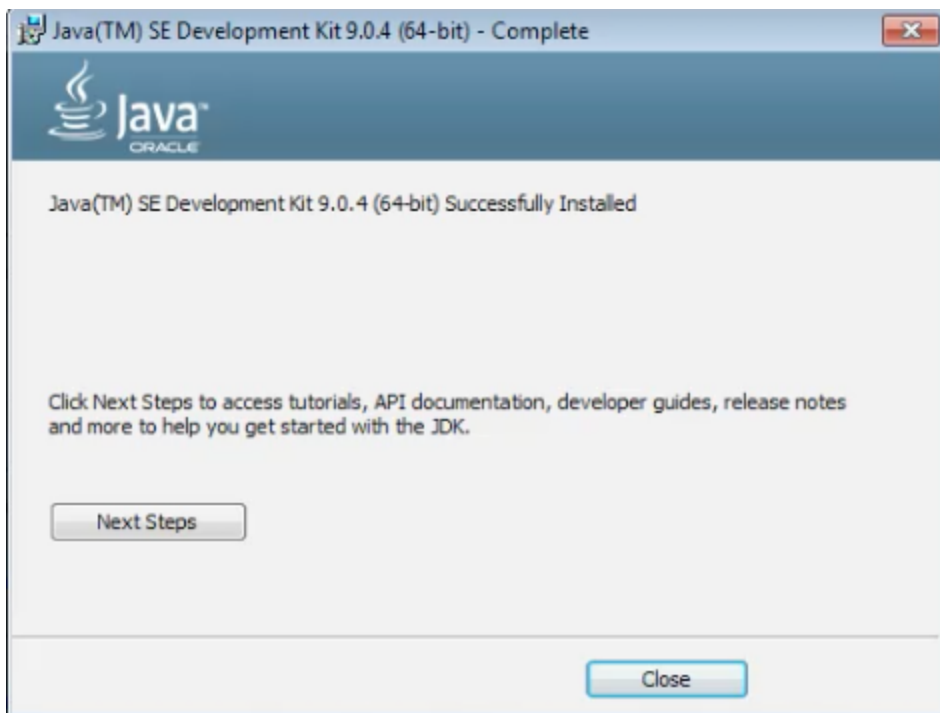 Java(TM) SE Development Kit 9.0.4 (64-bit) - Complete
Java™
ORACLE
Java(TM) SE Development Kit 9.0.4 (64-bit) Successfully Installed
Click Next Steps to access tutorials, API documentation, developer guides, release notes
and more to help you get started with the JDK.
Next Steps
Close